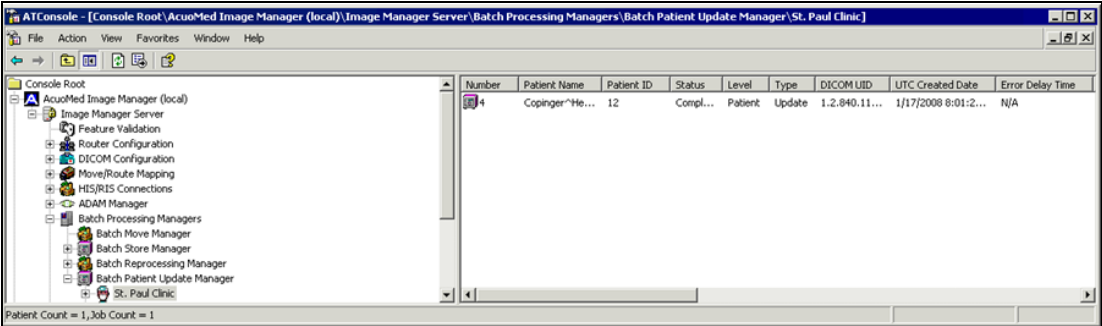 ATConsole - [Console Root\AcuoMed Image Manager (local)\Image Manager Server\Batch Processing Managers\Batch Patient Update Manager\St. Paul Clinic]
File Action View Favorites Window Help
Console Root
AcuoMed Image Manager (local)
Image Manager Server
Feature Validation
Router Configuration
DICOM Configuration
Move/Route Mapping
HIS/RIS Connections
ADAM Manager
Batch Processing Managers
Batch Move Manager
Batch Store Manager
Batch Reprocessing Manager
Batch Patient Update Manager
St. Paul Clinic
Number Patient Name Patient ID Status Level Type DICOM UID UTC Created Date Error Delay Time
4 Copinger^He... 12 Compl... Patient Update 1.2.840.11... 1/17/2008 8:01:2... N/A
Patient Count = 1,Job Count = 1